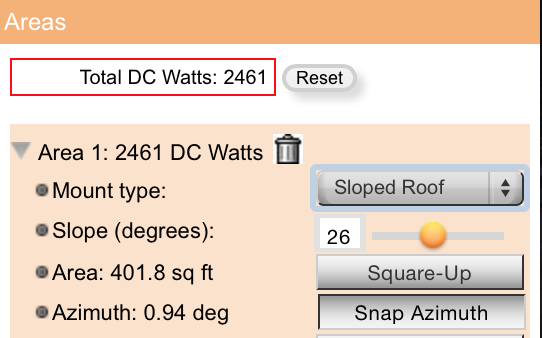 Areas
Total DC Watts: 2461 Reset
Area 1: 2461 DC Watts
Mount type: Sloped Roof
Slope (degrees): 26
Area: 401.8 sq ft Square-Up
Azimuth: 0.94 deg Snap Azimuth